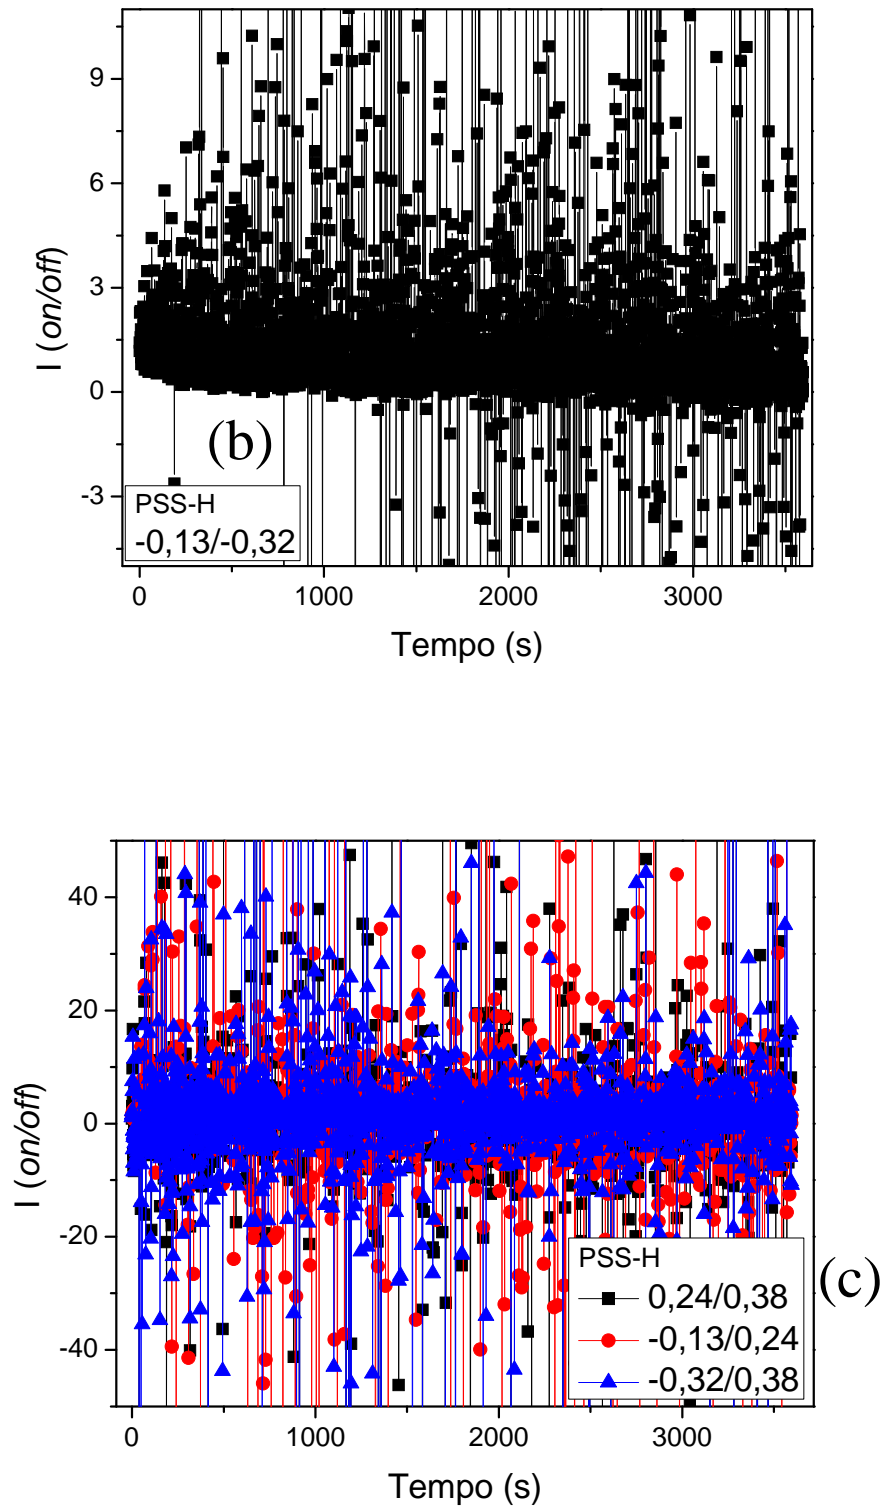 9
6
3
0
-3
I (on/off)
(b)
PSS-H
-0,13/-0,32
0 1000 2000 3000
Tempo (s)
40
20
0
-20
-40
I (on/off)
PSS-H
0,24/0,38
-0,13/0,24
-0,32/0,38
(c)
0 1000 2000 3000
Tempo (s)